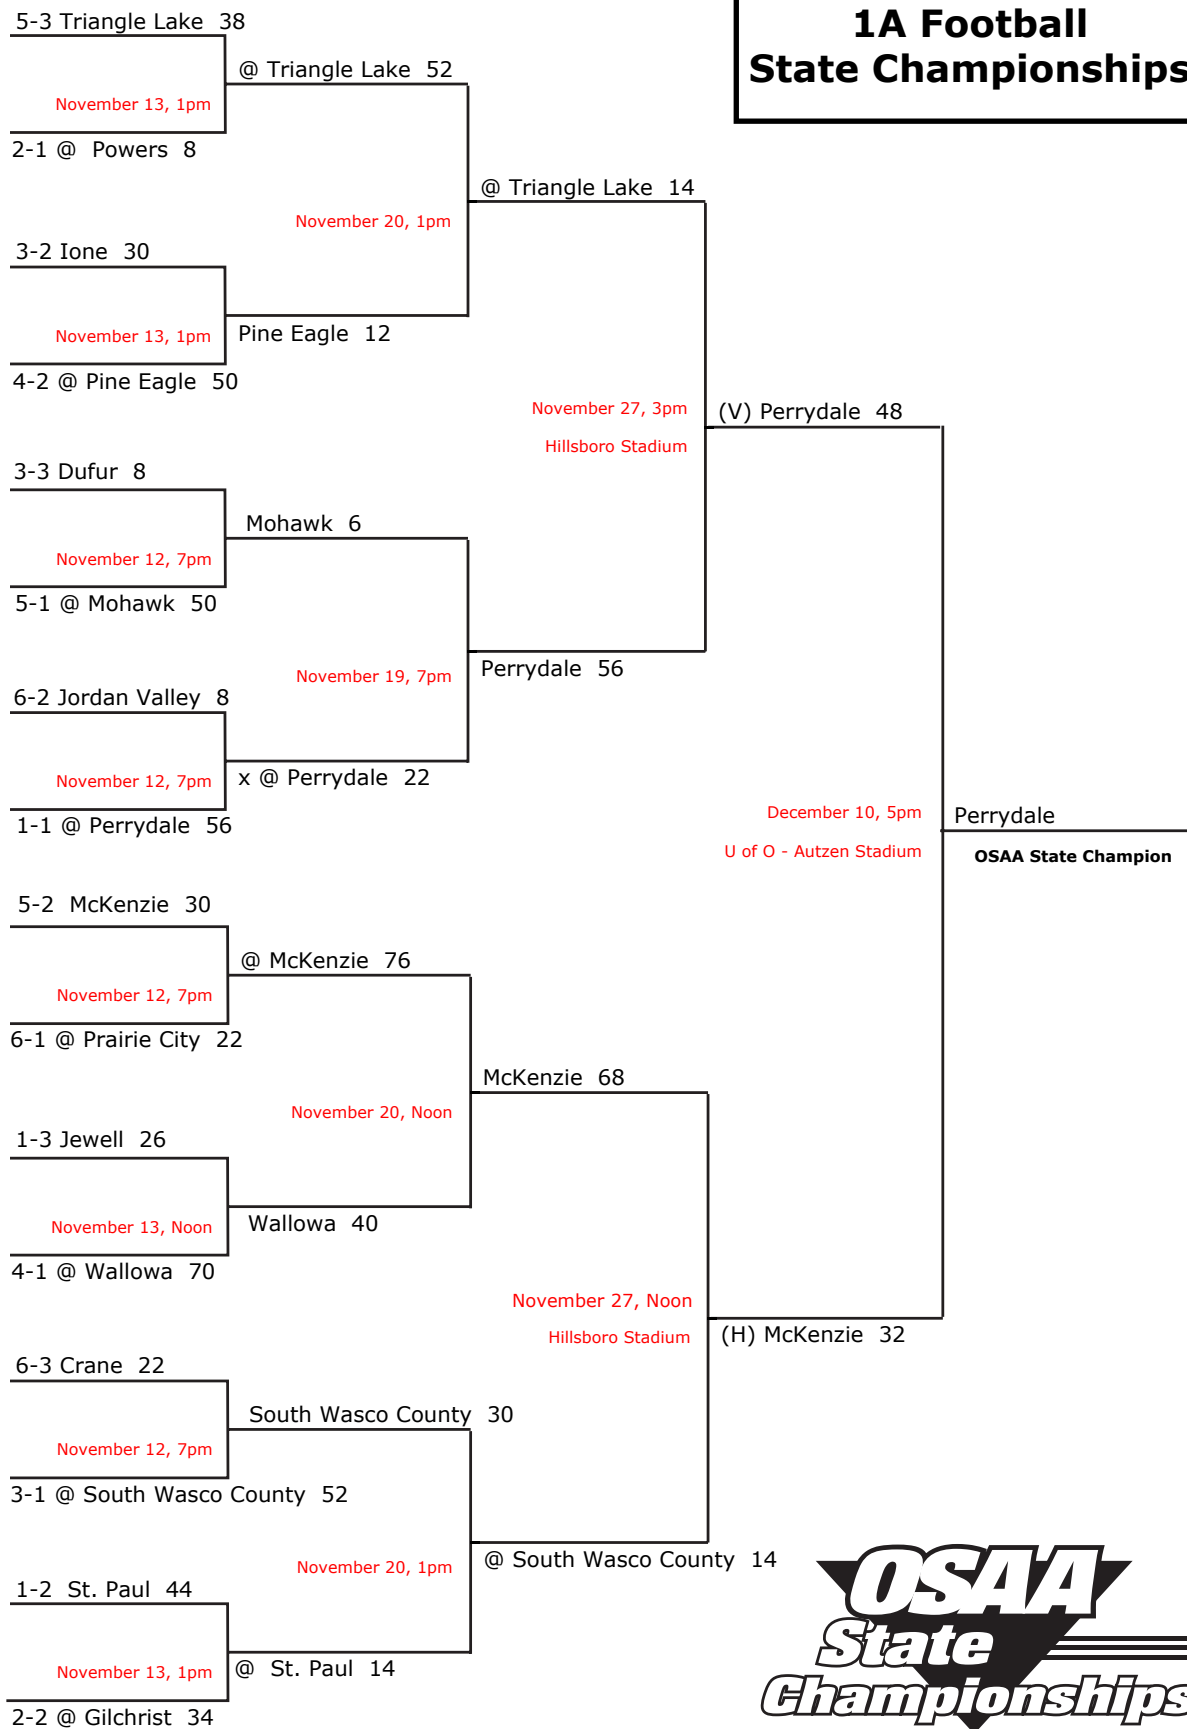 5-3 Triangle Lake 38
1A Football
State Championships
@ Triangle Lake 52
November 13, 1pm
2-1 @ Powers 8
@ Triangle Lake 14
November 20, 1pm
3-2 Ione 30
November 13, 1pm
Pine Eagle 12
4-2 @ Pine Eagle 50
November 27, 3pm
Hillsboro Stadium
(V) Perrydale 48
3-3 Dufur 8
Mohawk 6
November 12, 7pm
5-1 @ Mohawk 50
November 19, 7pm
Perrydale 56
6-2 Jordan Valley 8
November 12, 7pm
x @ Perrydale 22
1-1 @ Perrydale 56
December 10, 5pm
U of O - Autzen Stadium
Perrydale
OSAA State Champion
5-2 McKenzie 30
@ McKenzie 76
November 12, 7pm
6-1 @ Prairie City 22
McKenzie 68
November 20, Noon
1-3 Jewell 26
November 13, Noon
Wallowa 40
4-1 @ Wallowa 70
November 27, Noon
Hillsboro Stadium
(H) McKenzie 32
6-3 Crane 22
South Wasco County 30
November 12, 7pm
3-1 @ South Wasco County 52
November 20, 1pm
@ South Wasco County 14
1-2 St. Paul 44
November 13, 1pm
@ St. Paul 14
2-2 @ Gilchrist 34
OSAA
State
Championships